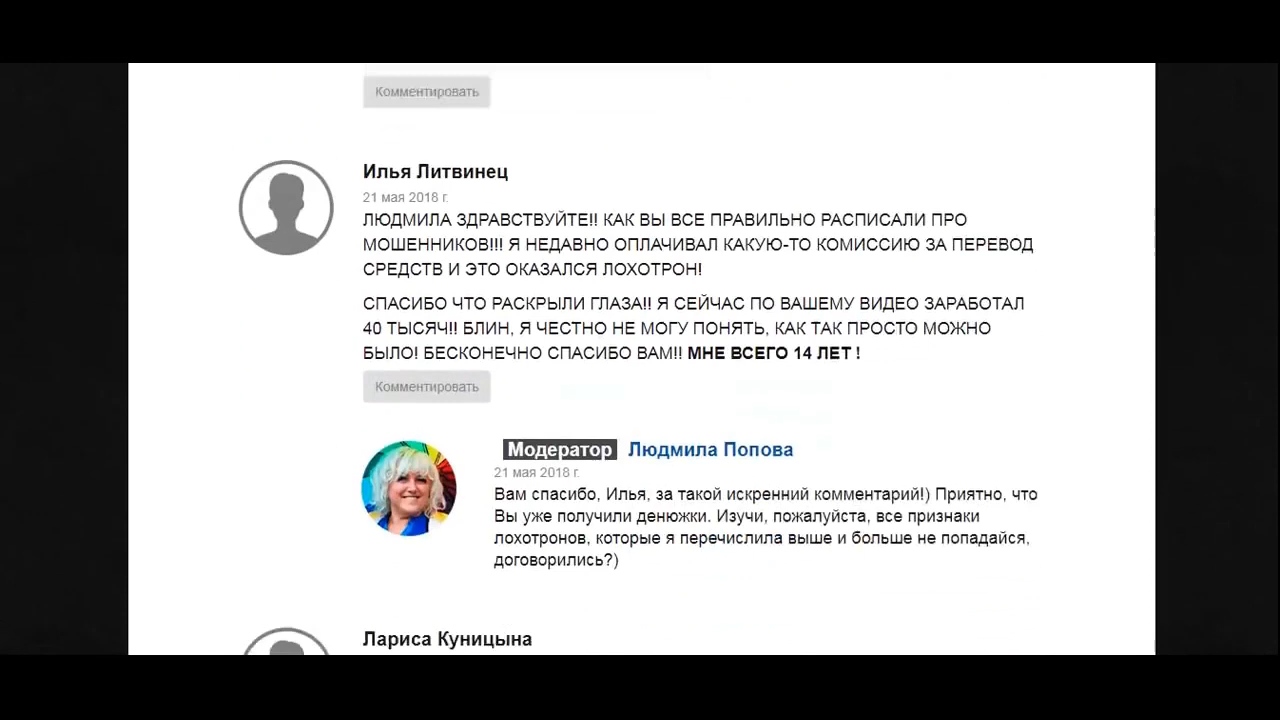 Комментировать
Илья Литвинец
21 мая 2018 г.
ЛЮДМИЛА ЗДРАВСТВУЙТЕ!! КАК ВЫ ВСЕ ПРАВИЛЬНО РАСПИСАЛИ ПРО
МОШЕННИКОВ!!! Я НЕДАВНО ОПЛАЧИВАЛ КАКУЮ-ТО КОМИССИЮ ЗА ПЕРЕВОД
СРЕДСТВ И ЭТО ОКАЗАЛСЯ ЛОХОТРОН!
СПАСИБО ЧТО РАСКРЫЛИ ГЛАЗА!! Я СЕЙЧАС ПО ВАШЕМУ ВИДЕО ЗАРАБОТАЛ
40 ТЫСЯЧ!! БЛИН, Я ЧЕСТНО НЕ МОГУ ПОНЯТЬ, КАК ТАК ПРОСТО МОЖНО
БЫЛО! БЕСКОНЕЧНО СПАСИБО ВАМ!! МНЕ ВСЕГО 14 ЛЕТ !
Комментировать
Модератор Людмила Попова
21 мая 2018 г.
Вам спасибо, Илья, за такой искренний комментарий!) Приятно, что
Вы уже получили денюжки. Изучи, пожалуйста, все признаки
лохотронов, которые я перечислила выше и больше не попадайся,
договорились?)
Лариса Куницына